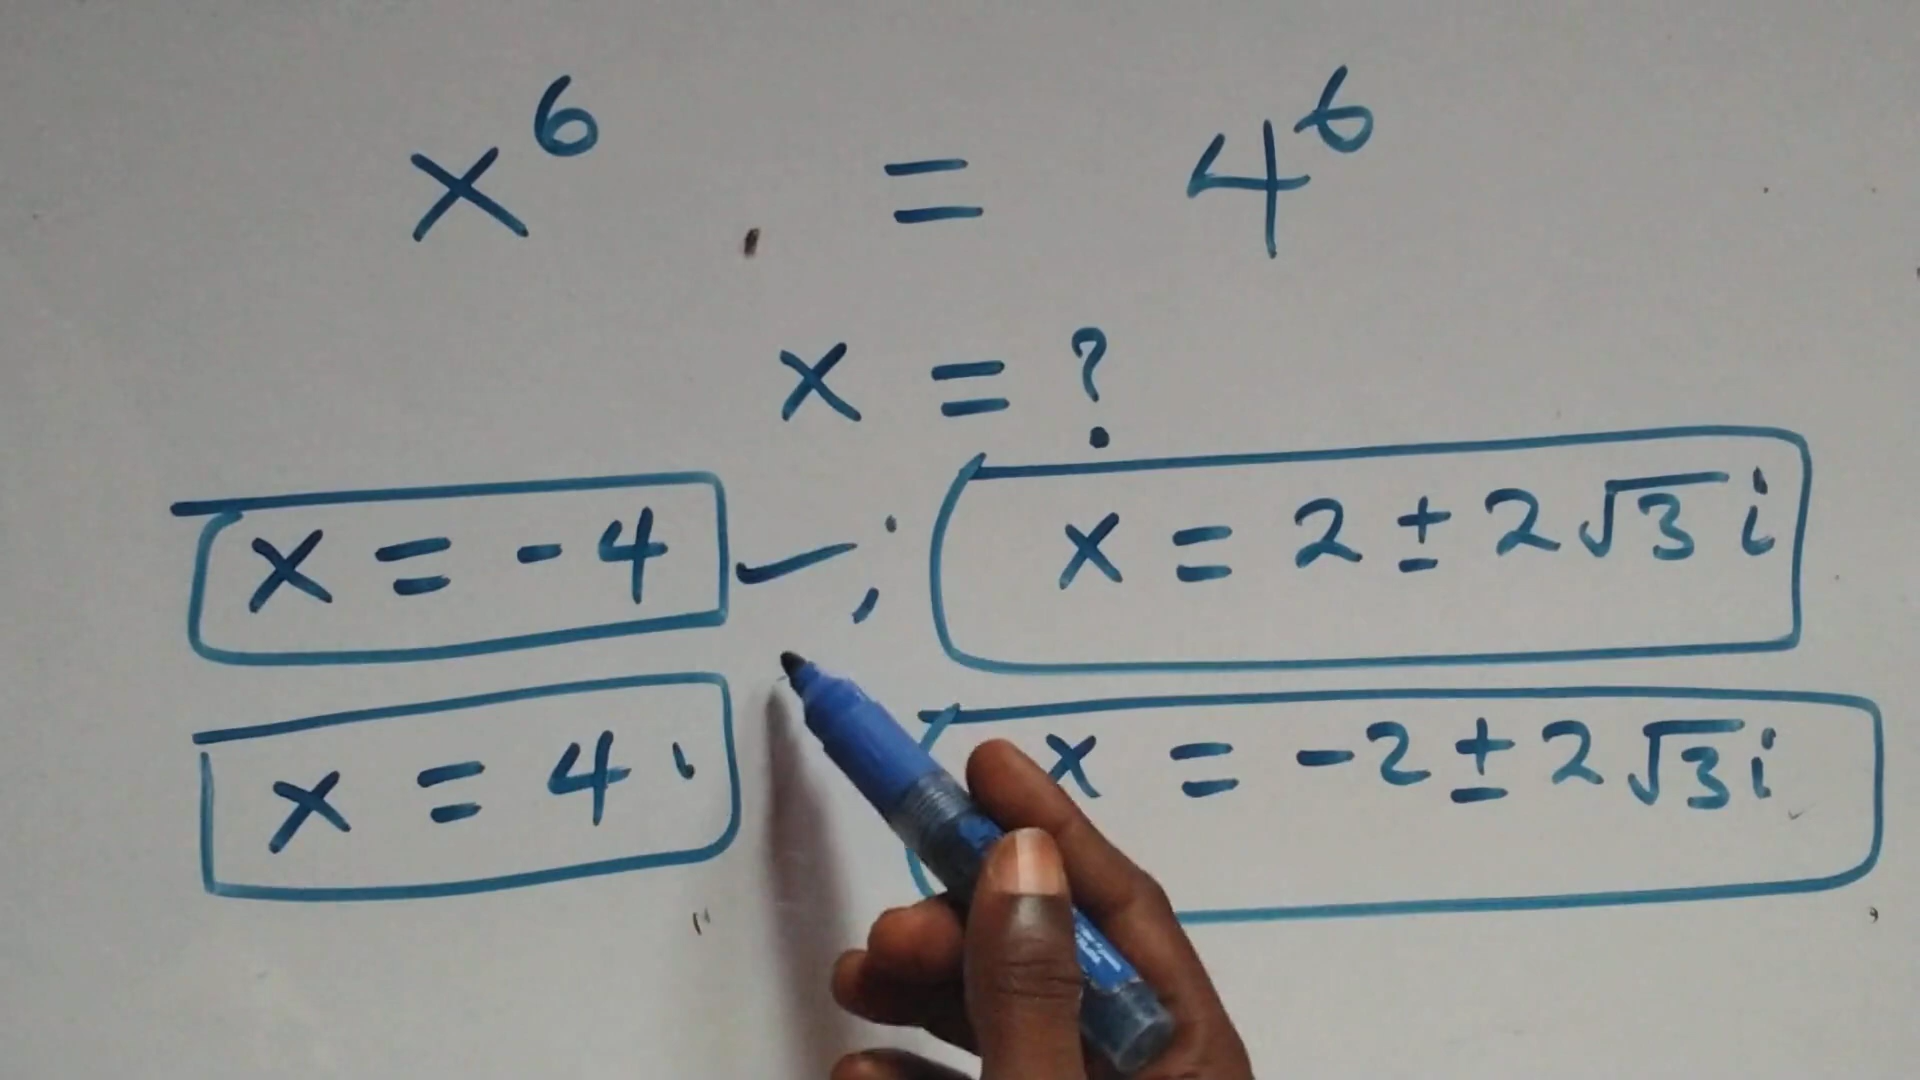 x⁶ = 4⁶
x = ?
x = -4 ; x = 2 ± 2√3 i
x = 4 i x = -2 ± 2√3 i